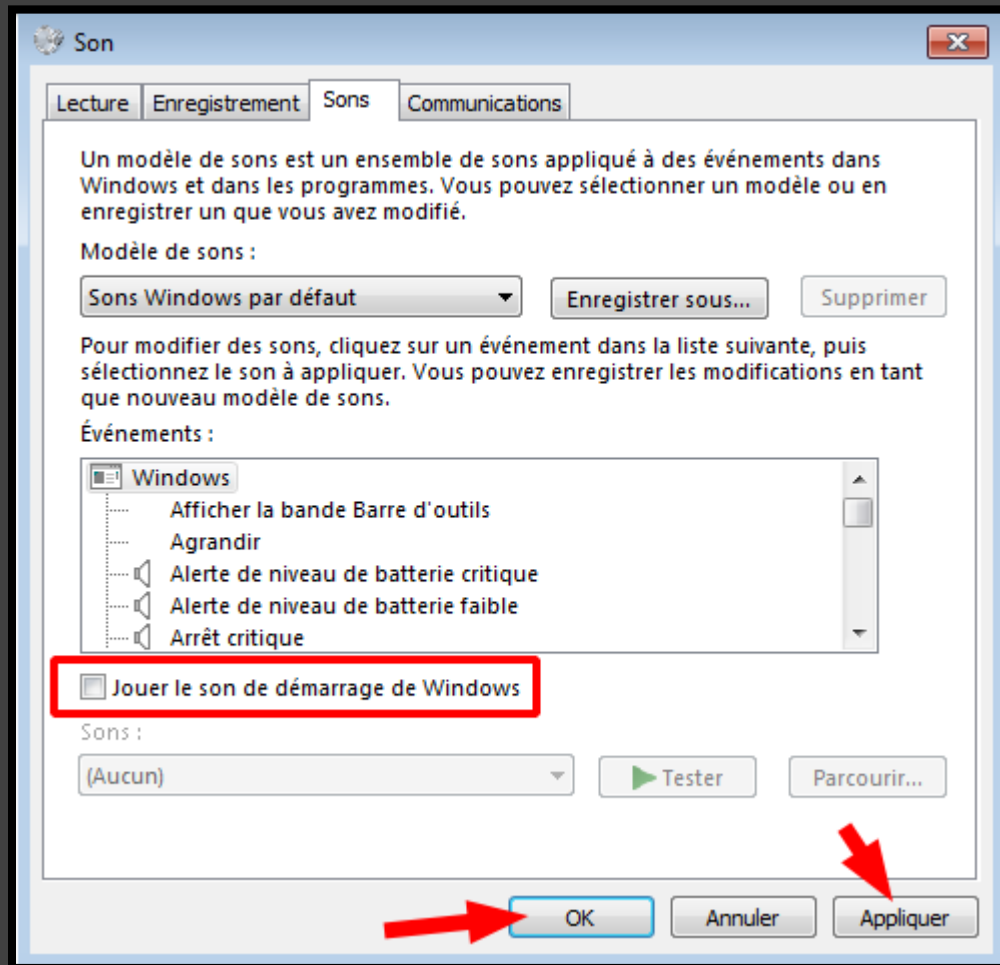 Son
Lecture Enregistrement Sons Communications
Un modèle de sons est un ensemble de sons appliqué à des événements dans
Windows et dans les programmes. Vous pouvez sélectionner un modèle ou en
enregistrer un que vous avez modifié.
Modèle de sons :
Sons Windows par défaut Enregistrer sous... Supprimer
Pour modifier des sons, cliquez sur un événement dans la liste suivante, puis
sélectionnez le son à appliquer. Vous pouvez enregistrer les modifications en tant
que nouveau modèle de sons.
Événements :
Windows
Afficher la bande Barre d'outils
Agrandir
Alerte de niveau de batterie critique
Alerte de niveau de batterie faible
Arrêt critique
Jouer le son de démarrage de Windows
Sons :
(Aucun) Tester Parcourir...
OK Annuler Appliquer